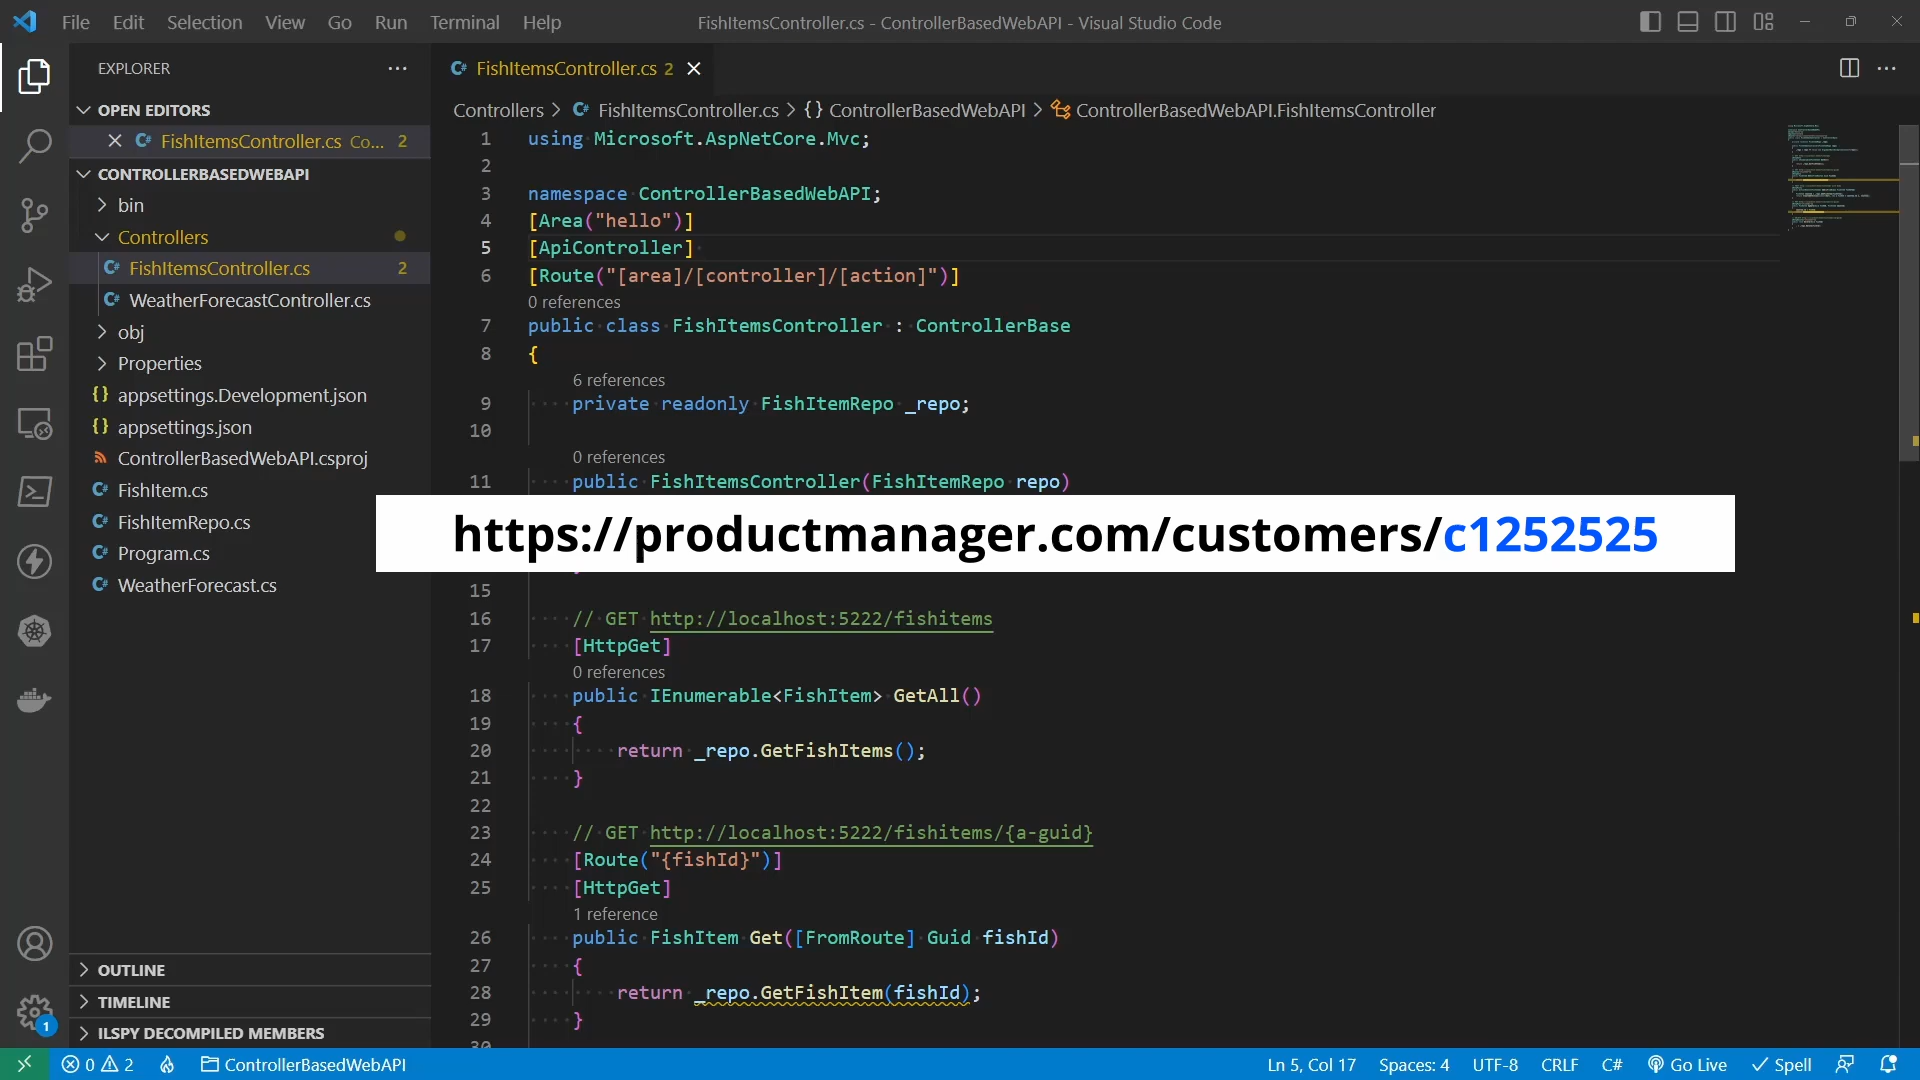 File Edit Selection View Go Run Terminal Help
FishItemsController.cs - ControllerBasedWebAPI - Visual Studio Code
EXPLORER
OPEN EDITORS
FishItemsController.cs Co... 2
CONTROLLERBASEDWEBAPI
bin
Controllers
FishItemsController.cs 2
WeatherForecastController.cs
obj
Properties
appsettings.Development.json
appsettings.json
ControllerBasedWebAPI.csproj
FishItem.cs
FishItemRepo.cs
Program.cs
WeatherForecast.cs
OUTLINE
TIMELINE
ILSPY DECOMPILED MEMBERS
FishItemsController.cs 2
Controllers > FishItemsController.cs > {} ControllerBasedWebAPI > ControllerBasedWebAPI.FishItemsController
1 using Microsoft.AspNetCore.Mvc;
2
3 namespace ControllerBasedWebAPI;
4 [Area("hello")]
5 [ApiController]
6 [Route("[area]/[controller]/[action]")]
0 references
7 public class FishItemsController : ControllerBase
8 {
6 references
9 private readonly FishItemRepo _repo;
10
0 references
11 public FishItemsController(FishItemRepo repo)
https://productmanager.com/customers/c1252525
15
16 // GET http://localhost:5222/fishitems
17 [HttpGet]
0 references
18 public IEnumerable<FishItem> GetAll()
19 {
20 return _repo.GetFishItems();
21 }
22
23 // GET http://localhost:5222/fishitems/{a-guid}
24 [Route("{fishId}")]
25 [HttpGet]
1 reference
26 public FishItem Get([FromRoute] Guid fishId)
27 {
28 return _repo.GetFishItem(fishId);
29 }
30
1
0 2 ControllerBasedWebAPI
Ln 5, Col 17 Spaces: 4 UTF-8 CRLF C# Go Live Spell